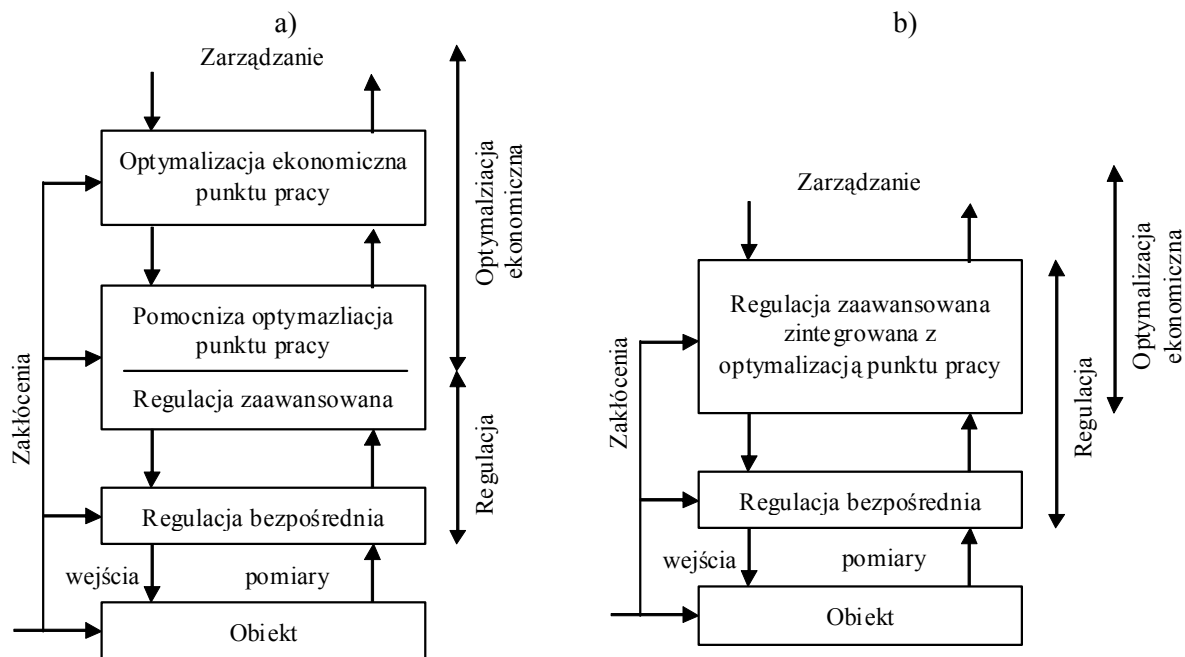 a)
Zarządzanie
Optymalizacja ekonomiczna
punktu pracy
Pomocniza optymazliacja
punktu pracy
Regulacja zaawansowana
Regulacja bezpośrednia
wejścia
pomiary
Obiekt
Zakłócenia
Optymalziacja
ekonomiczna
Regulacja
b)
Zarządzanie
Regulacja zaawansowana
zintegrowana z
optymalizacją punktu pracy
Regulacja bezpośrednia
wejścia
pomiary
Obiekt
Zakłócenia
Regulacja
Optymalizacja
ekonomiczna